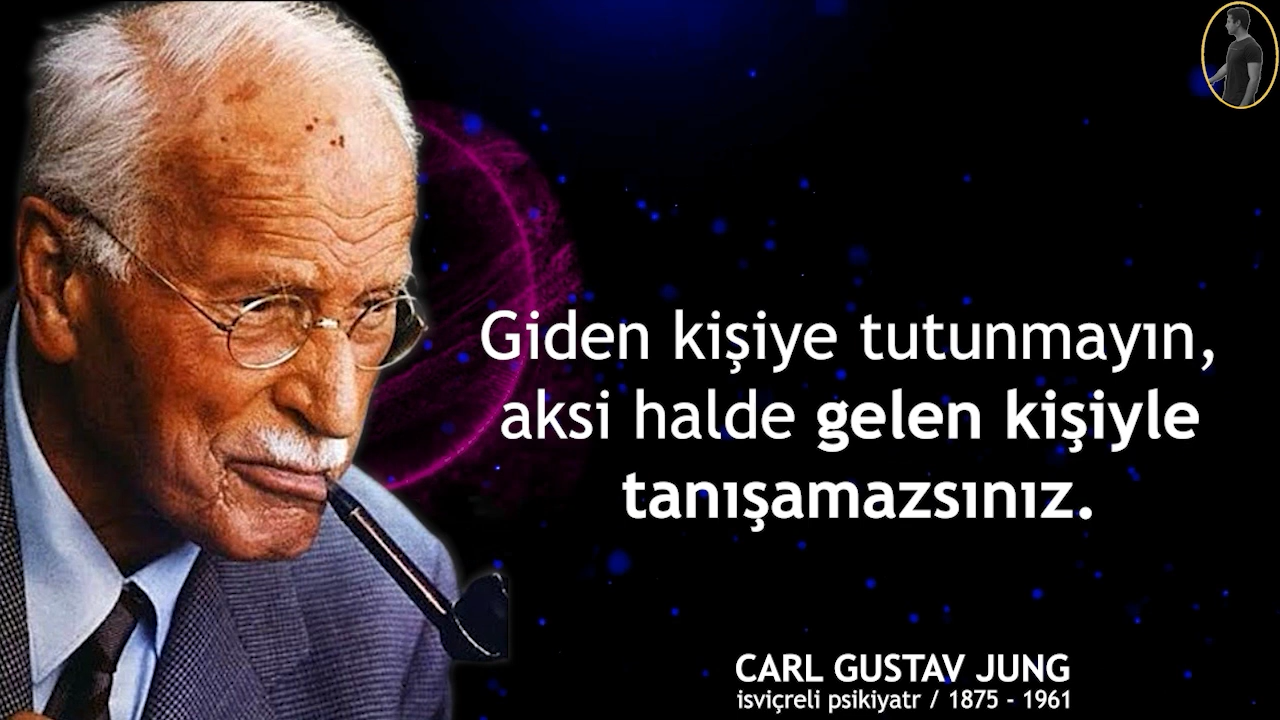 Giden kişiye tutunmayın,
aksi halde gelen kişiyle
tanışamazsınız.
CARL GUSTAV JUNG
isviçreli psikiyatr / 1875 - 1961